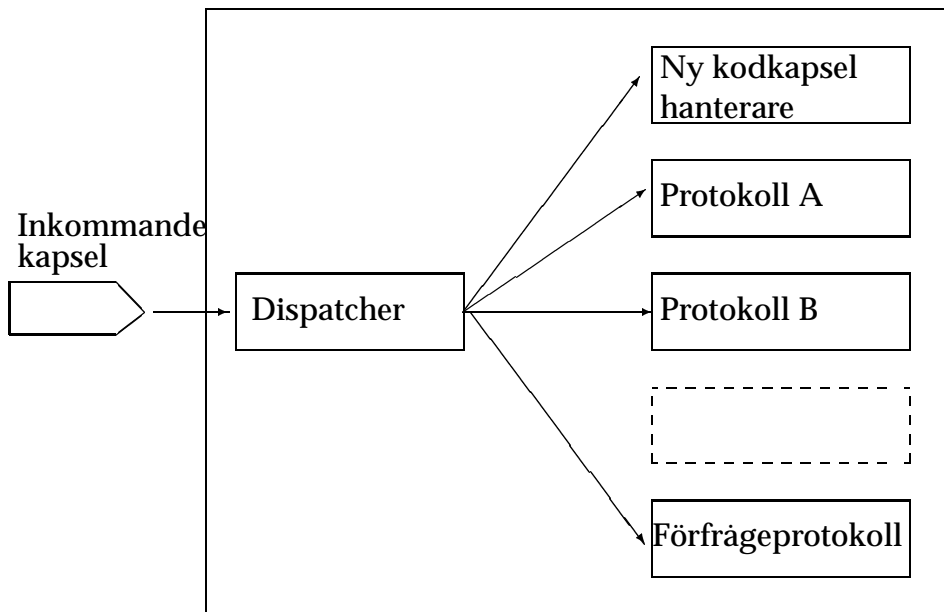 Ny kodkapsel
hanterare
Protokoll A
Inkommande
kapsel
Dispatcher
Protokoll B
Förfrågeprotokoll